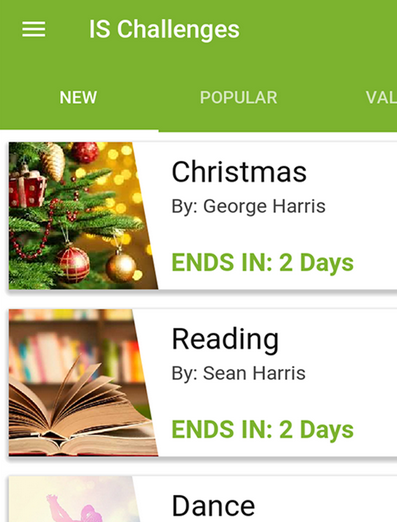 IS Challenges
NEW POPULAR VAL
Christmas
By: George Harris
ENDS IN: 2 Days
Reading
By: Sean Harris
ENDS IN: 2 Days
Dance